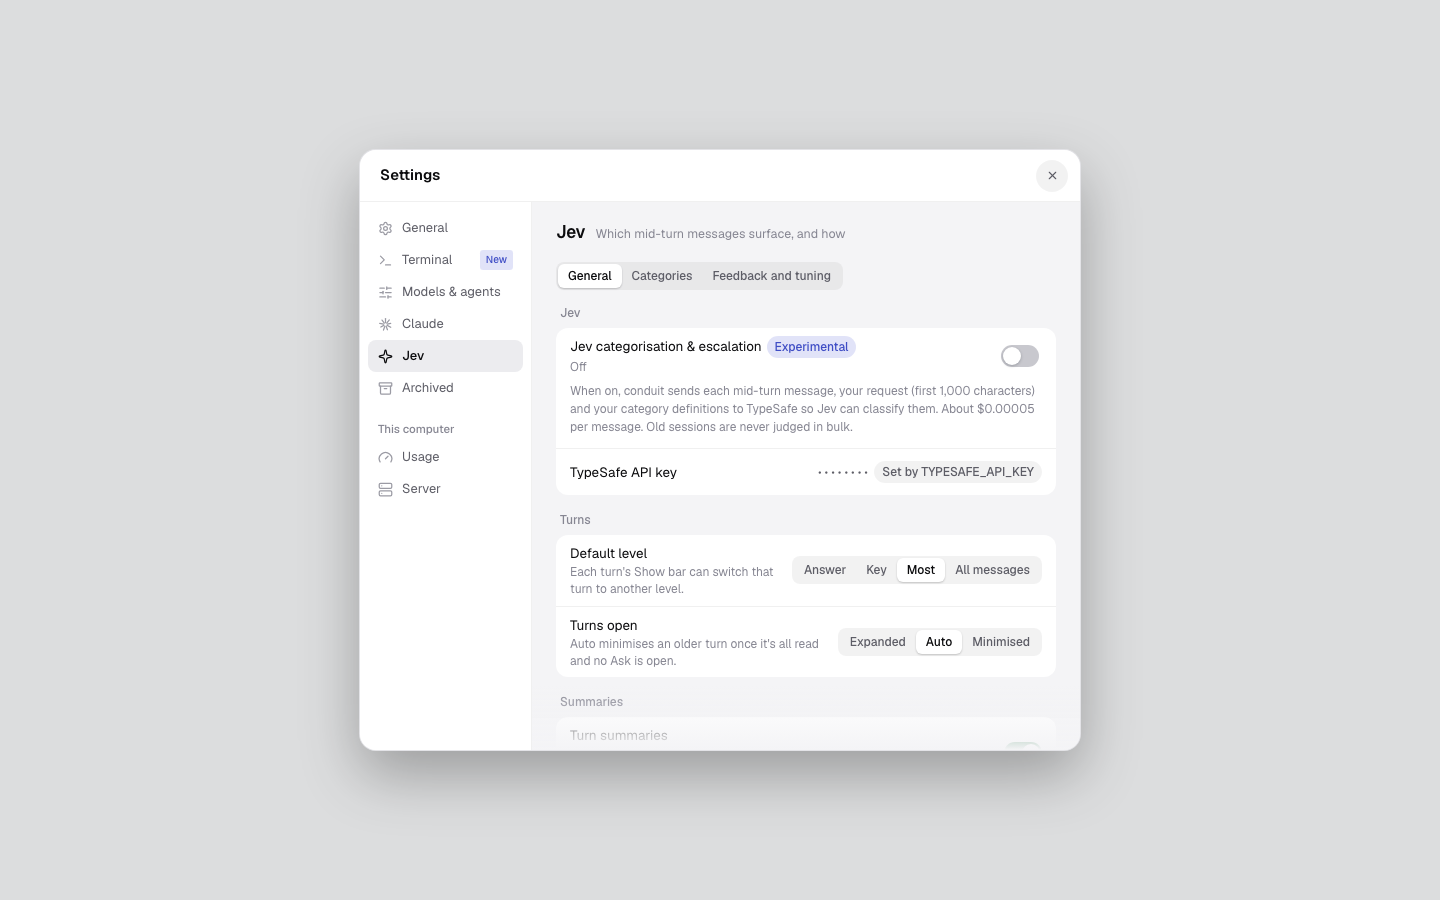 Settings
General
Terminal New
Models & agents
Claude
Jev
Archived
This computer
Usage
Server
Jev Which mid-turn messages surface, and how
General Categories Feedback and tuning
Jev
Jev categorisation & escalation Experimental
Off
When on, conduit sends each mid-turn message, your request (first 1,000 characters)
and your category definitions to TypeSafe so Jev can classify them. About $0.00005
per message. Old sessions are never judged in bulk.
TypeSafe API key ········ Set by TYPESAFE_API_KEY
Turns
Default level
Each turn's Show bar can switch that
turn to another level.
Answer Key Most All messages
Turns open
Auto minimises an older turn once it's all read
and no Ask is open.
Expanded Auto Minimised
Summaries
Turn summaries